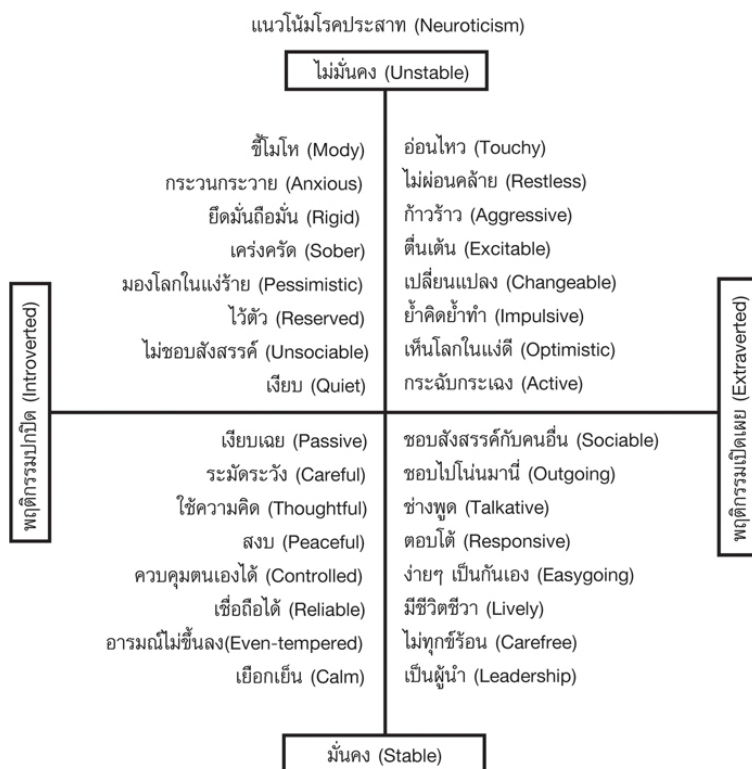 แนวโน้มโรคประสาท (Neuroticism)
ไม่มั่นคง (Unstable)
ขี้โมโห (Mody)
กระวนกระวาย (Anxious)
ยึดมั่นถือมั่น (Rigid)
เคร่งครัด (Sober)
มองโลกในแง่ร้าย (Pessimistic)
ไว้ตัว (Reserved)
ไม่ชอบสังสรรค์ (Unsociable)
เงียบ (Quiet)
อ่อนไหว (Touchy)
ไม่ผ่อนคล้าย (Restless)
ก้าวร้าว (Aggressive)
ตื่นเต้น (Excitable)
เปลี่ยนแปลง (Changeable)
ย้ำคิดย้ำทำ (Impulsive)
เห็นโลกในแง่ดี (Optimistic)
กระฉับกระเฉง (Active)
พฤติกรรมปกปิด (Introverted)
พฤติกรรมเปิดเผย (Extraverted)
เงียบเฉย (Passive)
ระมัดระวัง (Careful)
ใช้ความคิด (Thoughtful)
สงบ (Peaceful)
ควบคุมตนเองได้ (Controlled)
เชื่อถือได้ (Reliable)
อารมณ์ไม่ขึ้นลง(Even-tempered)
เยือกเย็น (Calm)
ชอบสังสรรค์กับคนอื่น (Sociable)
ชอบไปโน่นมานี่ (Outgoing)
ช่างพูด (Talkative)
ตอบโต้ (Responsive)
ง่ายๆ เป็นกันเอง (Easygoing)
มีชีวิตชีวา (Lively)
ไม่ทุกข์ร้อน (Carefree)
เป็นผู้นำ (Leadership)
มั่นคง (Stable)